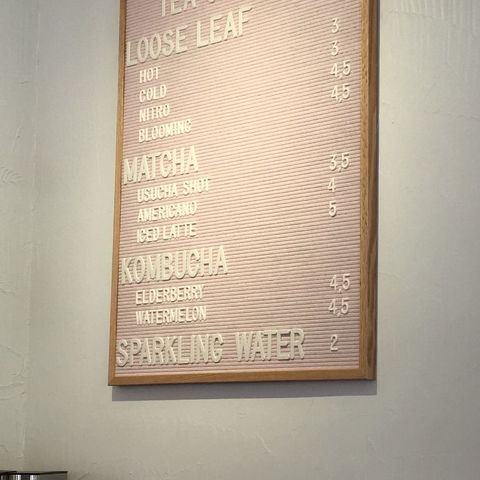 TEA
LOOSE LEAF
HOT 3
COLD 3
NITRO 4,5
BLOOMING 4,5
MATCHA
USUCHA SHOT 3,5
AMERICANO 4
ICED LATTE 5
KOMBUCHA
ELDERBERRY 4,5
WATERMELON 4,5
SPARKLING WATER 2